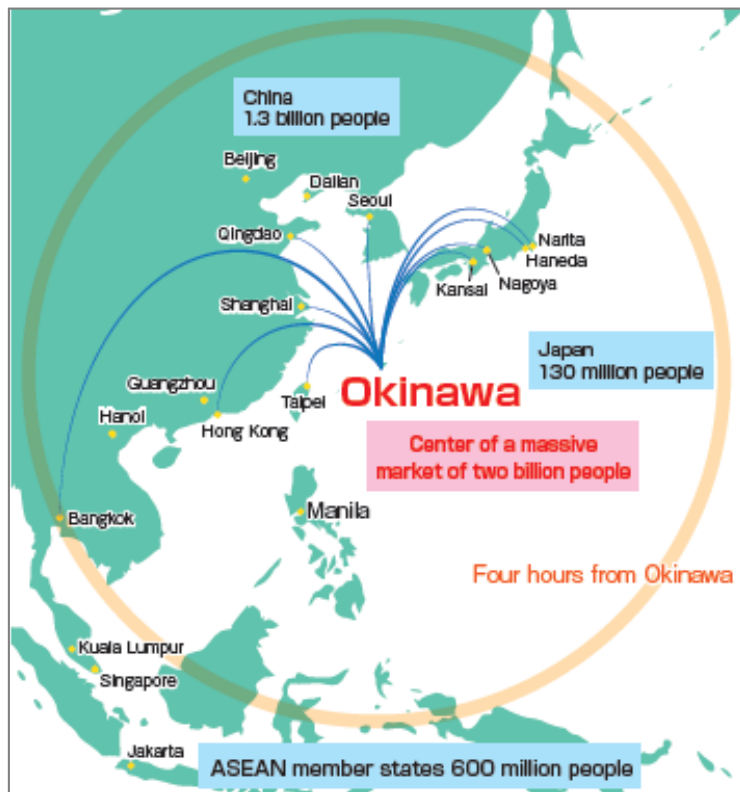 China
1.3 billion people
Beijing
Dalian
Seoul
Qingdao
Narita
Haneda
Nagoya
Kansai
Shanghai
Japan
130 million people
Okinawa
Guangzhou
Taipei
Hanoi
Hong Kong
Center of a massive
market of two billion people
Bangkok
Manila
Four hours from Okinawa
Kuala Lumpur
Singapore
Jakarta
ASEAN member states 600 million people